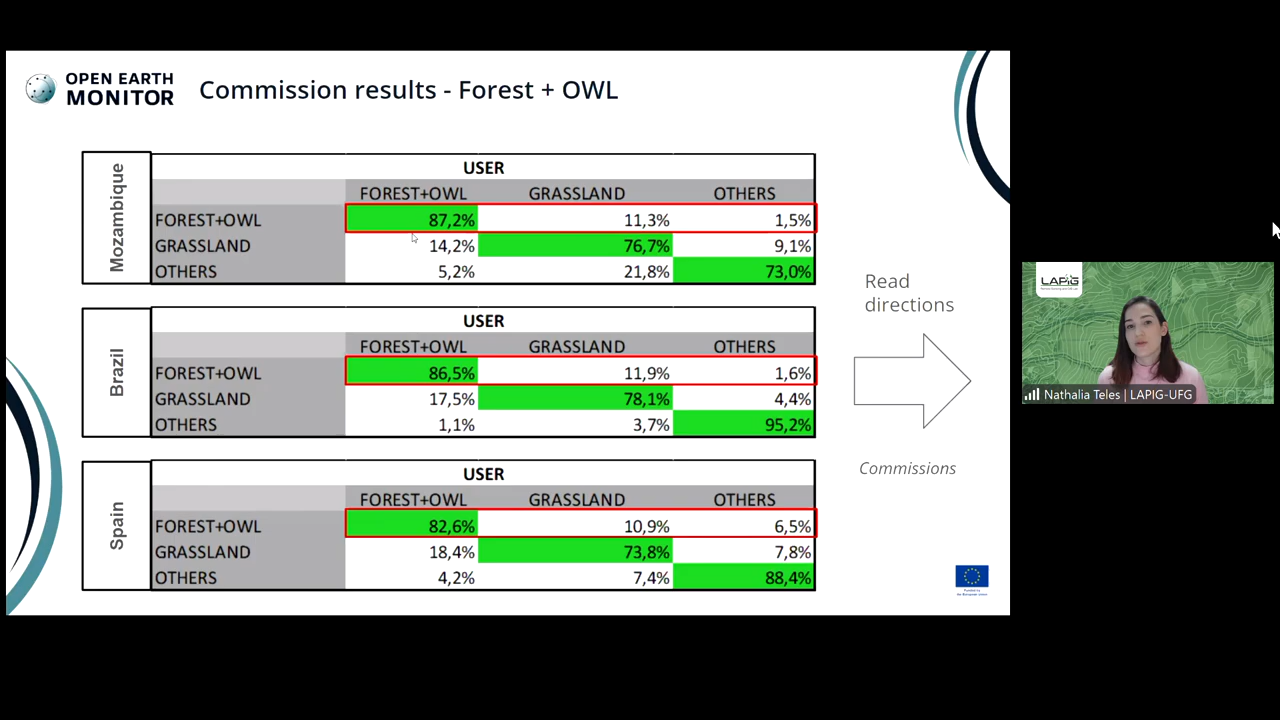 OPEN EARTH
MONITOR
Commission results - Forest + OWL
Mozambique
USER
FOREST+OWL GRASSLAND OTHERS
FOREST+OWL 87,2% 11,3% 1,5%
GRASSLAND 14,2% 76,7% 9,1%
OTHERS 5,2% 21,8% 73,0%
Brazil
USER
FOREST+OWL GRASSLAND OTHERS
FOREST+OWL 86,5% 11,9% 1,6%
GRASSLAND 17,5% 78,1% 4,4%
OTHERS 1,1% 3,7% 95,2%
Spain
USER
FOREST+OWL GRASSLAND OTHERS
FOREST+OWL 82,6% 10,9% 6,5%
GRASSLAND 18,4% 73,8% 7,8%
OTHERS 4,2% 7,4% 88,4%
Read
directions
Commissions
Funded by
the European Union
LAPIG
Nathalia Teles | LAPIG-UFG